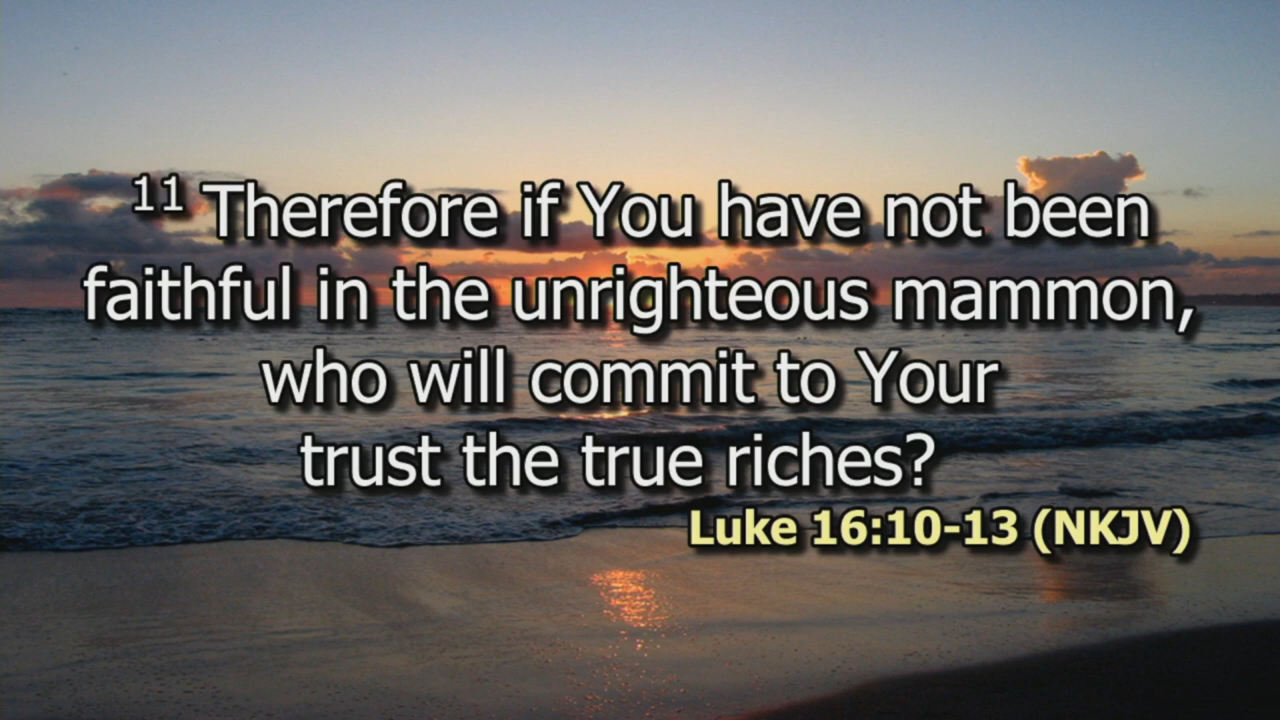 11 Therefore if You have not been
faithful in the unrighteous mammon,
who will commit to Your
trust the true riches?
Luke 16:10-13 (NKJV)